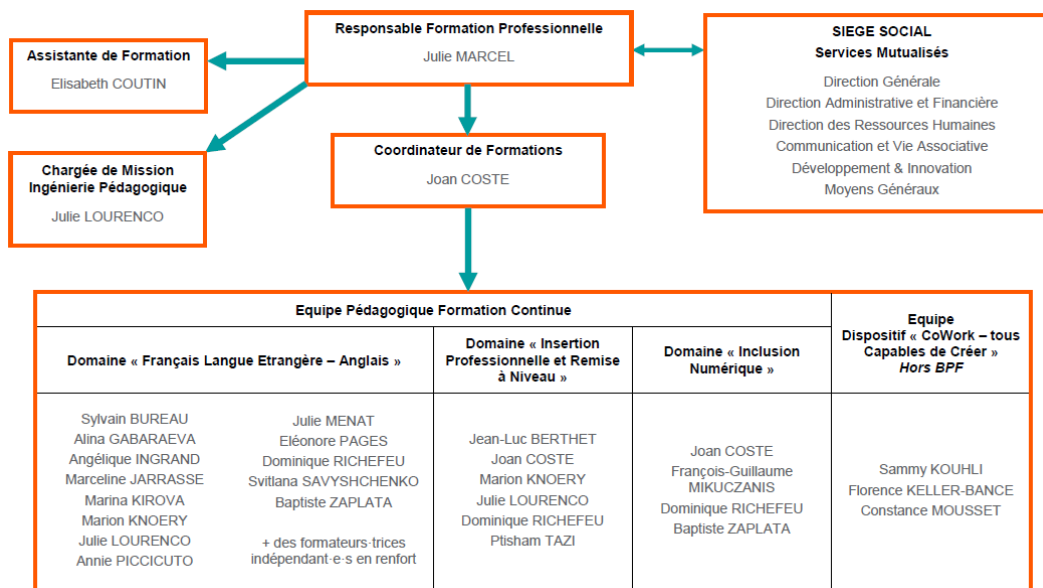 Responsable Formation Professionnelle
Julie MARCEL
Assistante de Formation
Elisabeth COUTIN
SIEGE SOCIAL
Services Mutualisés
Direction Générale
Direction Administrative et Financière
Direction des Ressources Humaines
Communication et Vie Associative
Développement & Innovation
Moyens Généraux
Chargée de Mission
Ingénierie Pédagogique
Julie LOURENCO
Coordinateur de Formations
Joan COSTE
Equipe Pédagogique Formation Continue
Equipe
Dispositif « CoWork – tous
Capables de Créer »
Hors BPF
Domaine « Français Langue Etrangère – Anglais »
Domaine « Insertion
Professionnelle et Remise
à Niveau »
Domaine « Inclusion
Numérique »
Sylvain BUREAU
Alina GABARAEVA
Angélique INGRAND
Marceline JARRASSE
Marina KIROVA
Marion KNOERY
Julie LOURENCO
Annie PICCICUTO
Julie MENAT
Eléonore PAGES
Dominique RICHEFEU
Svitlana SAVYSHCHENKO
Baptiste ZAPLATA
+ des formateurs·trices
indépendant·e·s en renfort
Jean-Luc BERTHET
Joan COSTE
Marion KNOERY
Julie LOURENCO
Dominique RICHEFEU
Ptisham TAZI
Joan COSTE
François-Guillaume
MIKUCZANIS
Dominique RICHEFEU
Baptiste ZAPLATA
Sammy KOUHLI
Florence KELLER-BANCE
Constance MOUSSET